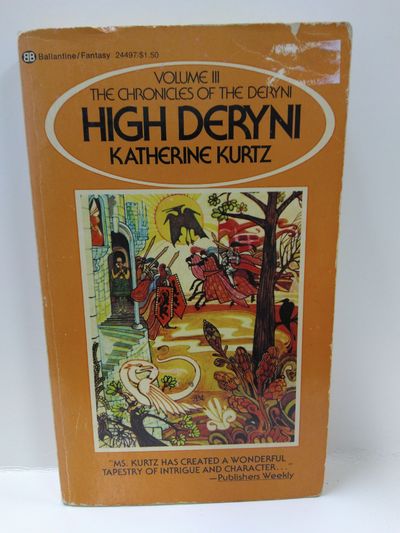 BB Ballantine/Fantasy 24497/$1.50
VOLUME III
THE CHRONICLES OF THE DERYNI
HIGH DERYNI
KATHERINE KURTZ
"MS. KURTZ HAS CREATED A WONDERFUL
TAPESTRY OF INTRIGUE AND CHARACTER..."
—Publishers Weekly